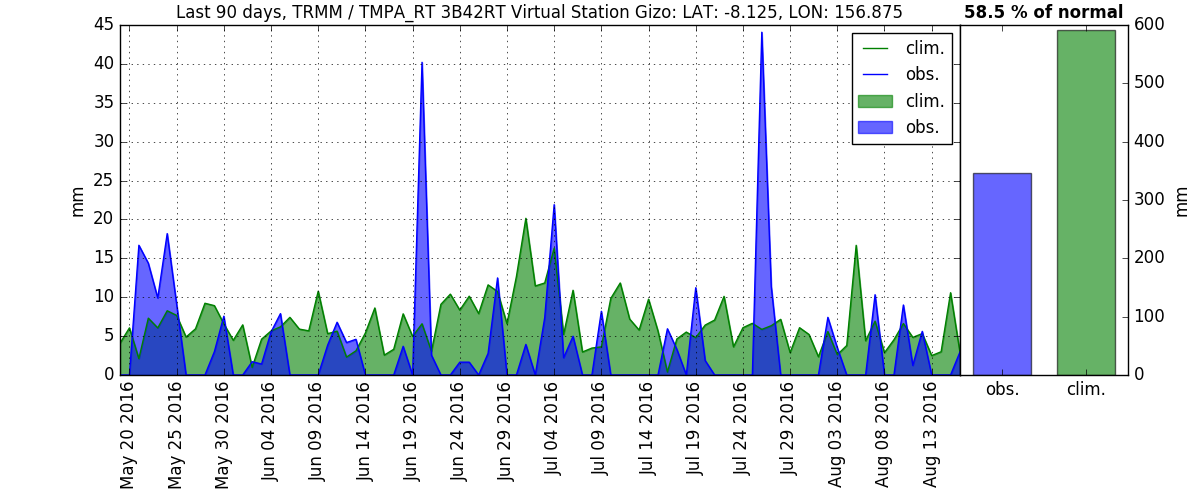 Last 90 days, TRMM / TMPA_RT 3B42RT Virtual Station Gizo: LAT: -8.125, LON: 156.875
58.5 % of normal
45
40
35
30
25
20
15
10
5
0
mm
clim.
obs.
clim.
obs.
600
500
400
300
200
100
0
mm
May 20 2016
May 25 2016
May 30 2016
Jun 04 2016
Jun 09 2016
Jun 14 2016
Jun 19 2016
Jun 24 2016
Jun 29 2016
Jul 04 2016
Jul 09 2016
Jul 14 2016
Jul 19 2016
Jul 24 2016
Jul 29 2016
Aug 03 2016
Aug 08 2016
Aug 13 2016
obs.
clim.